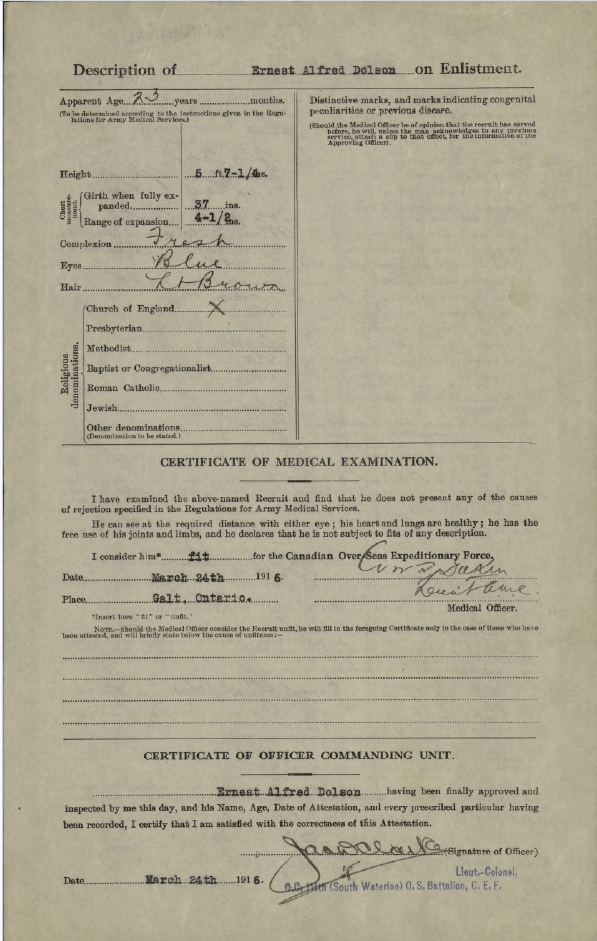 Description of Ernest Alfred Dolson on Enlistment.
Apparent Age 23 years months.
(To be determined according to the instructions given in the Regu-
lations for Army Medical Services.)
Height 5 ft. 7-1/4 ins.
Chest
measure-
ment.
Girth when fully ex-
panded 37 ins.
Range of expansion 4-1/2 ins.
Complexion Fresh
Eyes Blue
Hair Lt Brown
Religious
denominations.
Church of England X
Presbyterian
Methodist
Baptist or Congregationalist
Roman Catholic
Jewish
Other denominations
(Denomination to be stated.)
Distinctive marks, and marks indicating congenital
peculiarities or previous disease.
(Should the Medical Officer be of opinion that the recruit has served
before, he will, unless the man acknowledges to any previous
service, attach a slip to that effect, for the information of the
Approving Officer).
CERTIFICATE OF MEDICAL EXAMINATION.
I have examined the above-named Recruit and find that he does not present any of the causes
of rejection specified in the Regulations for Army Medical Services.
He can see at the required distance with either eye; his heart and lungs are healthy; he has the
free use of his joints and limbs, and he declares that he is not subject to fits of any description.
I consider him* fit for the Canadian Over-Seas Expeditionary Force.
Date March 24th 1916.
Place Galt, Ontario.
Medical Officer.
*Insert here "fit" or "unfit."
NOTE.—Should the Medical Officer consider the Recruit unfit, he will fill in the foregoing Certificate only in the case of those who have
been attested, and will briefly state below the cause of unfitness:—
CERTIFICATE OF OFFICER COMMANDING UNIT.
Ernest Alfred Dolson having been finally approved and
inspected by me this day, and his Name, Age, Date of Attestation, and every prescribed particular having
been recorded, I certify that I am satisfied with the correctness of this Attestation.
(Signature of Officer)
Lieut.-Colonel,
Date March 24th 1916.
O.C. (South Waterloo) O. S. Battalion, C. E. F.